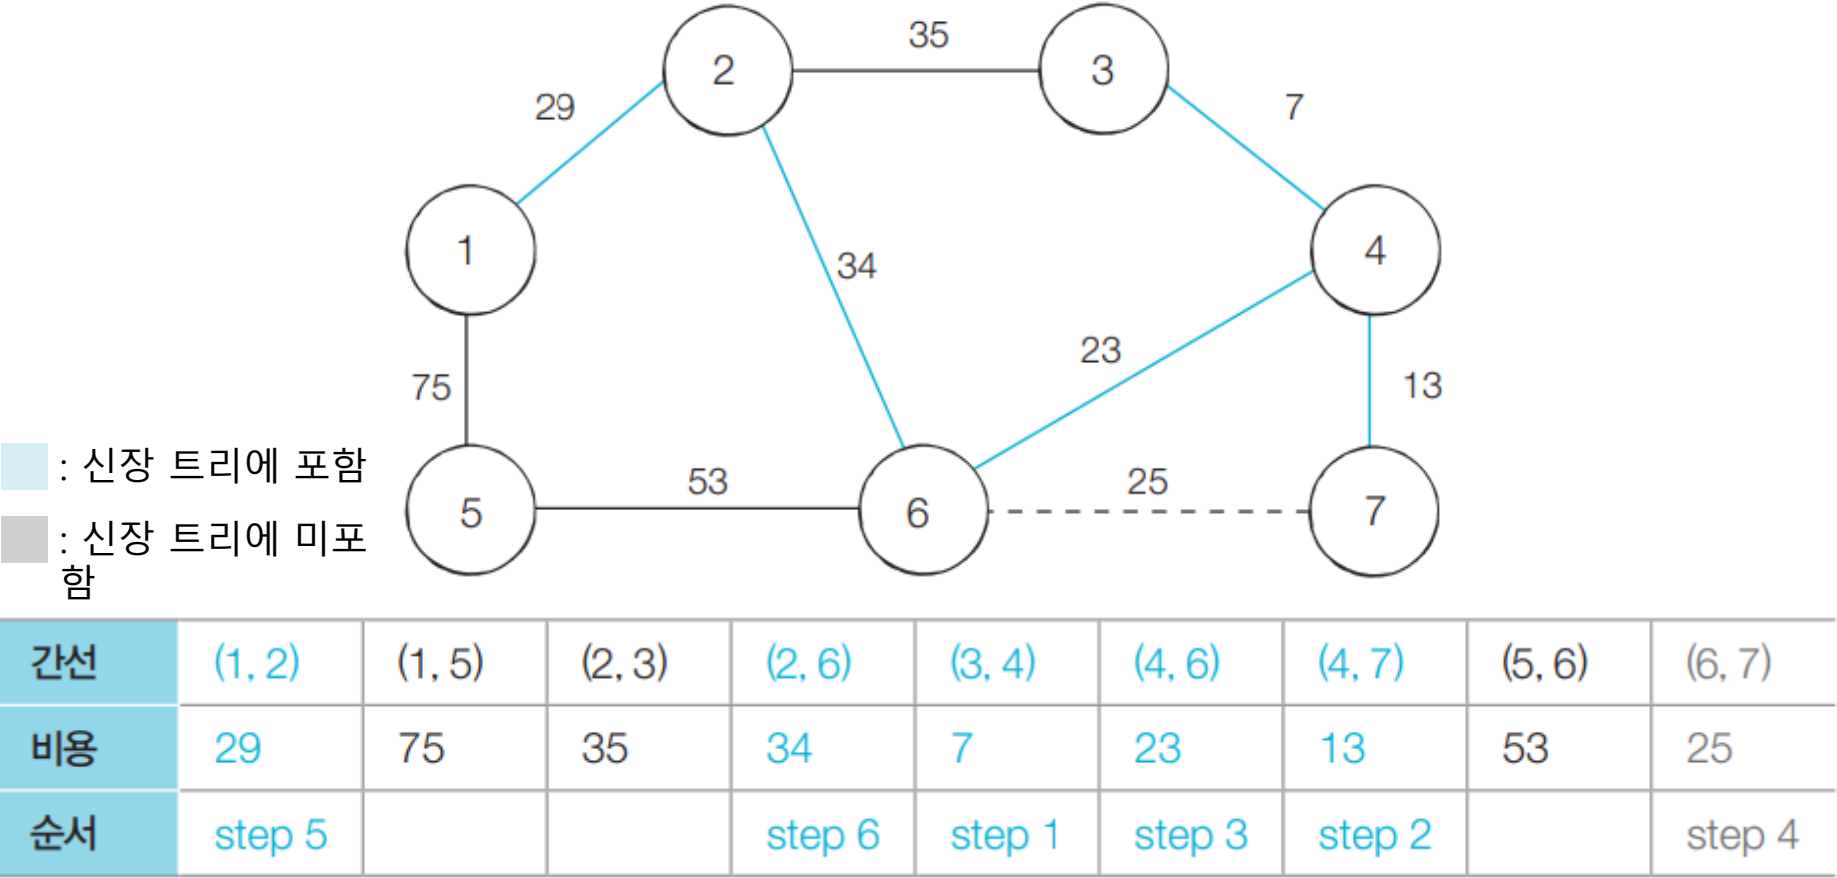 35
2
3
29
7
1
34
4
23
75
13
: 신장 트리에 포함
53
25
5
6
7
: 신장 트리에 미포
함
간선 (1, 2) (1, 5) (2, 3) (2, 6) (3, 4) (4, 6) (4, 7) (5, 6) (6, 7)
비용 29 75 35 34 7 23 13 53 25
순서 step 5 step 6 step 1 step 3 step 2 step 4